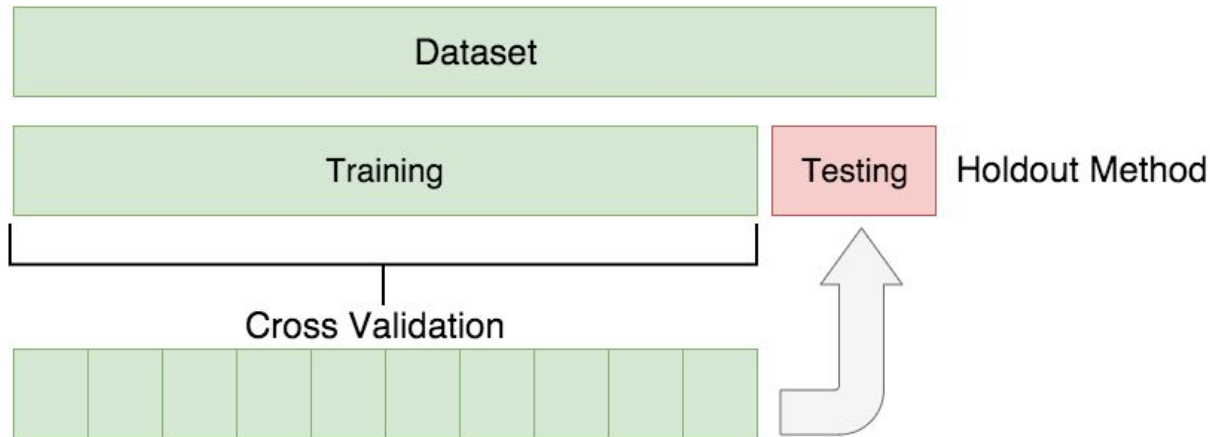 Dataset
Training
Testing
Holdout Method
Cross Validation